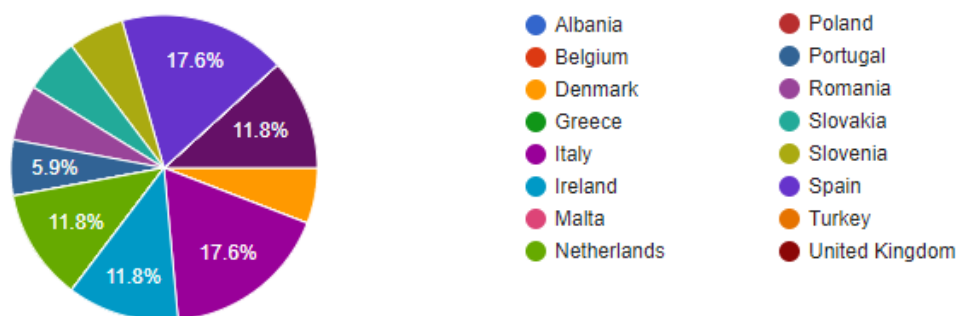 17.6%
11.8%
5.9%
11.8%
11.8%
17.6%
Albania
Belgium
Denmark
Greece
Italy
Ireland
Malta
Netherlands
Poland
Portugal
Romania
Slovakia
Slovenia
Spain
Turkey
United Kingdom